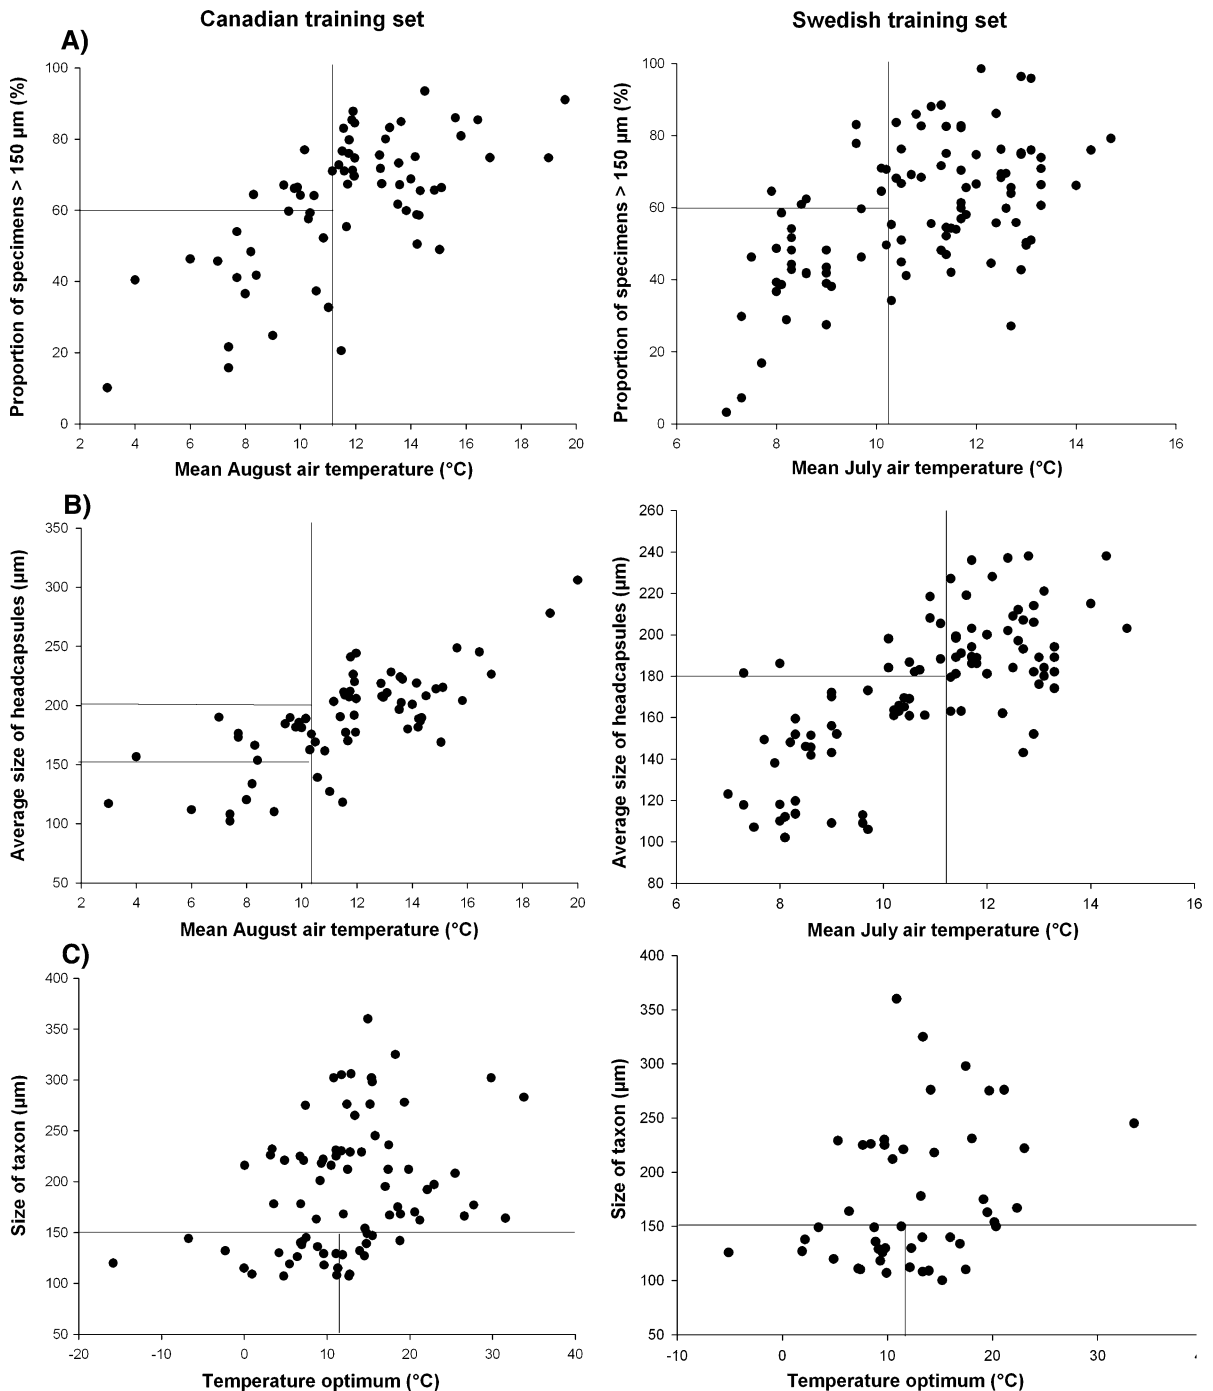 Canadian training set
Swedish training set
A)
Proportion of specimens > 150 µm (%)
100
80
60
40
20
0
2 4 6 8 10 12 14 16 18 20
Mean August air temperature (°C)
Proportion of specimens > 150 µm (%)
100
80
60
40
20
0
6 8 10 12 14 16
Mean July air temperature (°C)
B)
Average size of headcapsules (µm)
350
300
250
200
150
100
50
2 4 6 8 10 12 14 16 18 20
Mean August air temperature (°C)
Average size of headcapsules (µm)
260
240
220
200
180
160
140
120
100
80
6 8 10 12 14 16
Mean July air temperature (°C)
C)
Size of taxon (µm)
400
350
300
250
200
150
100
50
-20 -10 0 10 20 30 40
Temperature optimum (°C)
Size of taxon (µm)
400
350
300
250
200
150
100
50
-10 0 10 20 30
Temperature optimum (°C)